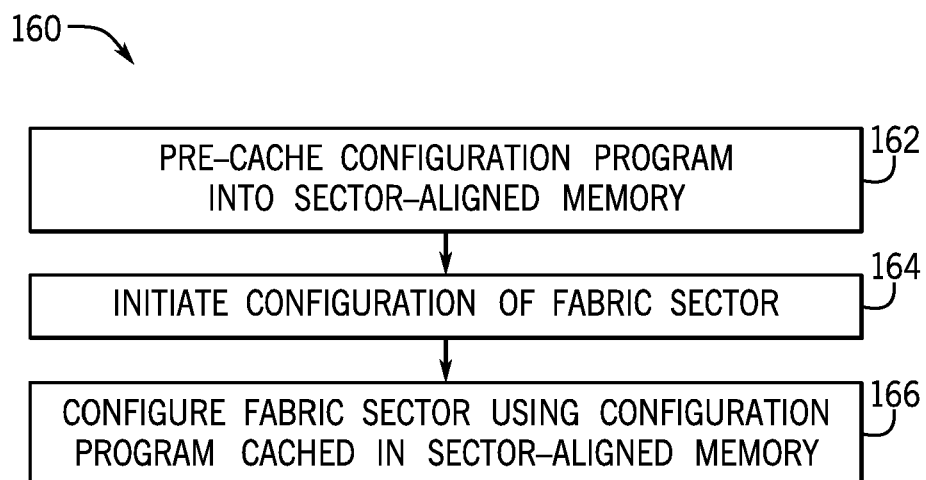 160
162
PRE–CACHE CONFIGURATION PROGRAM
INTO SECTOR–ALIGNED MEMORY
164
INITIATE CONFIGURATION OF FABRIC SECTOR
166
CONFIGURE FABRIC SECTOR USING CONFIGURATION
PROGRAM CACHED IN SECTOR–ALIGNED MEMORY